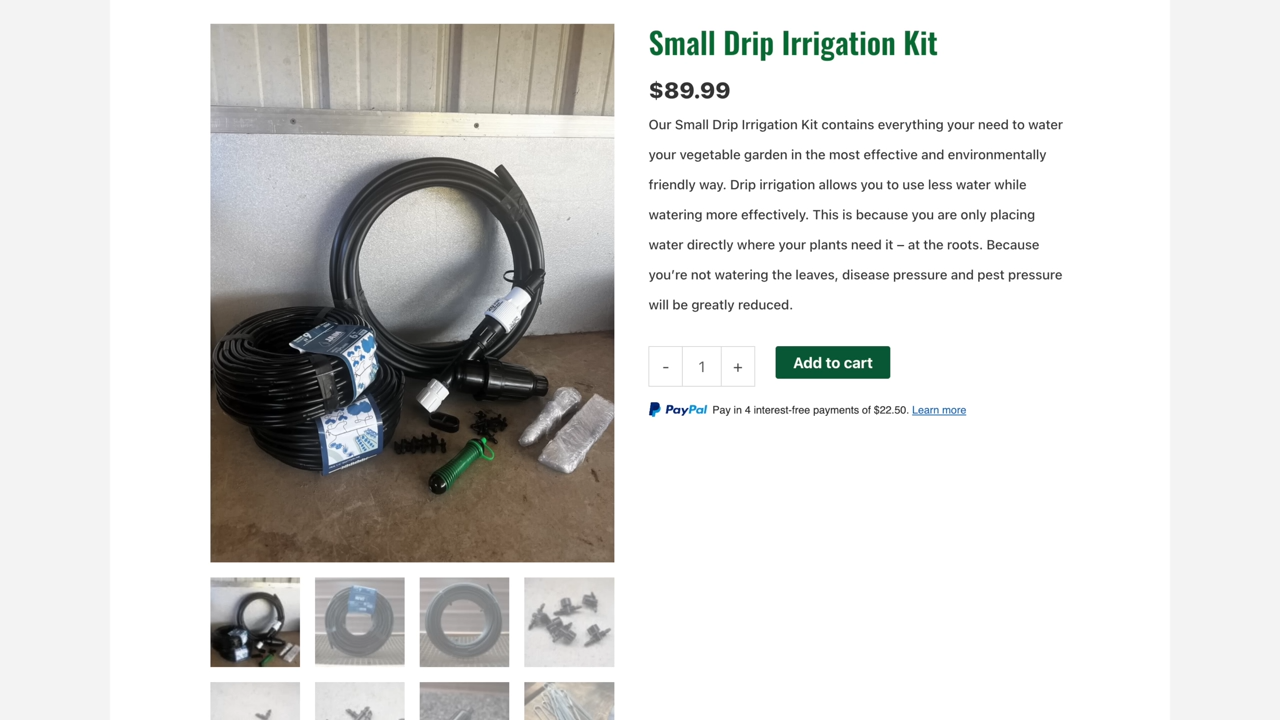 Small Drip Irrigation Kit
$89.99
Our Small Drip Irrigation Kit contains everything your need to water
your vegetable garden in the most effective and environmentally
friendly way. Drip irrigation allows you to use less water while
watering more effectively. This is because you are only placing
water directly where your plants need it – at the roots. Because
you're not watering the leaves, disease pressure and pest pressure
will be greatly reduced.
- 1 + Add to cart
PayPal Pay in 4 interest-free payments of $22.50. Learn more